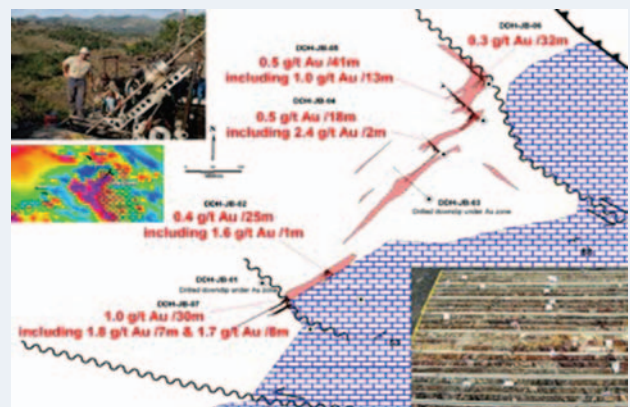 DDH-JB-06
0.3 g/t Au /32m
DDH-JB-05
0.5 g/t Au /41m
including 1.0 g/t Au /13m
DDH-JB-04
0.5 g/t Au /18m
including 2.4 g/t Au /2m
N
DDH-JB-03
Drilled downdip under Au zone
DDH-JB-02
0.4 g/t Au /25m
including 1.6 g/t Au /1m
DDH-JB-01
Drilled downdip under Au zone
DDH-JB-07
1.0 g/t Au /30m
including 1.8 g/t Au /7m & 1.7 g/t Au /8m